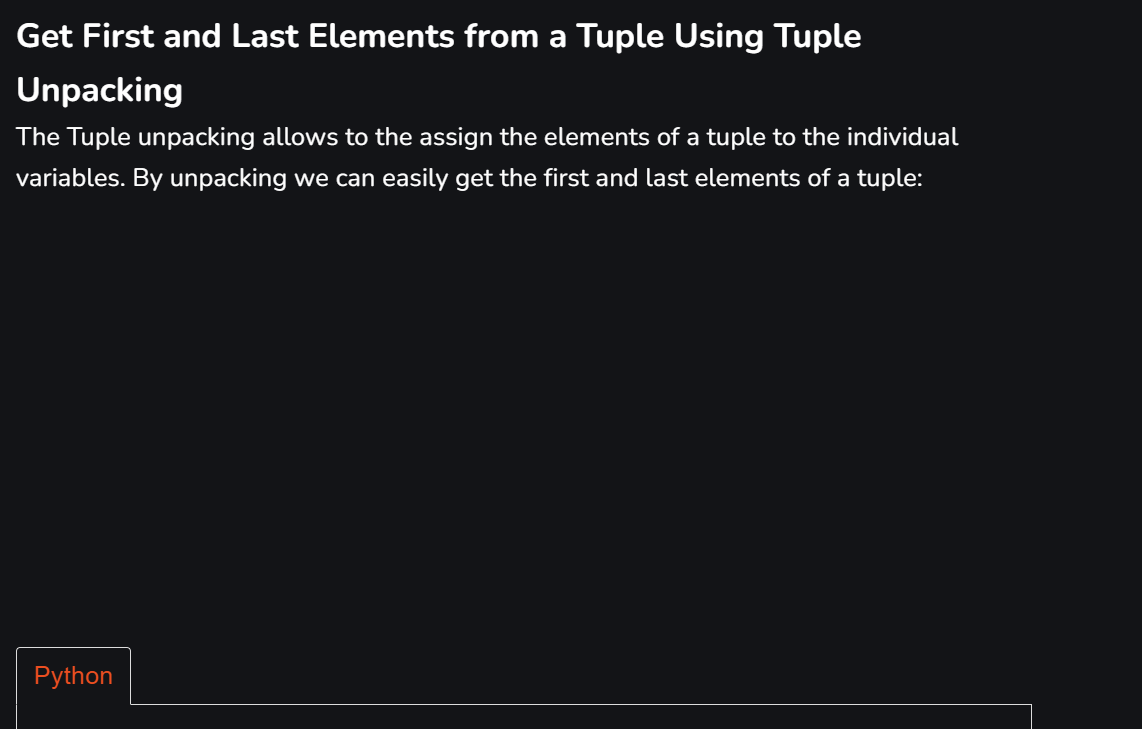 Get First and Last Elements from a Tuple Using Tuple
Unpacking
The Tuple unpacking allows to the assign the elements of a tuple to the individual
variables. By unpacking we can easily get the first and last elements of a tuple:
Python